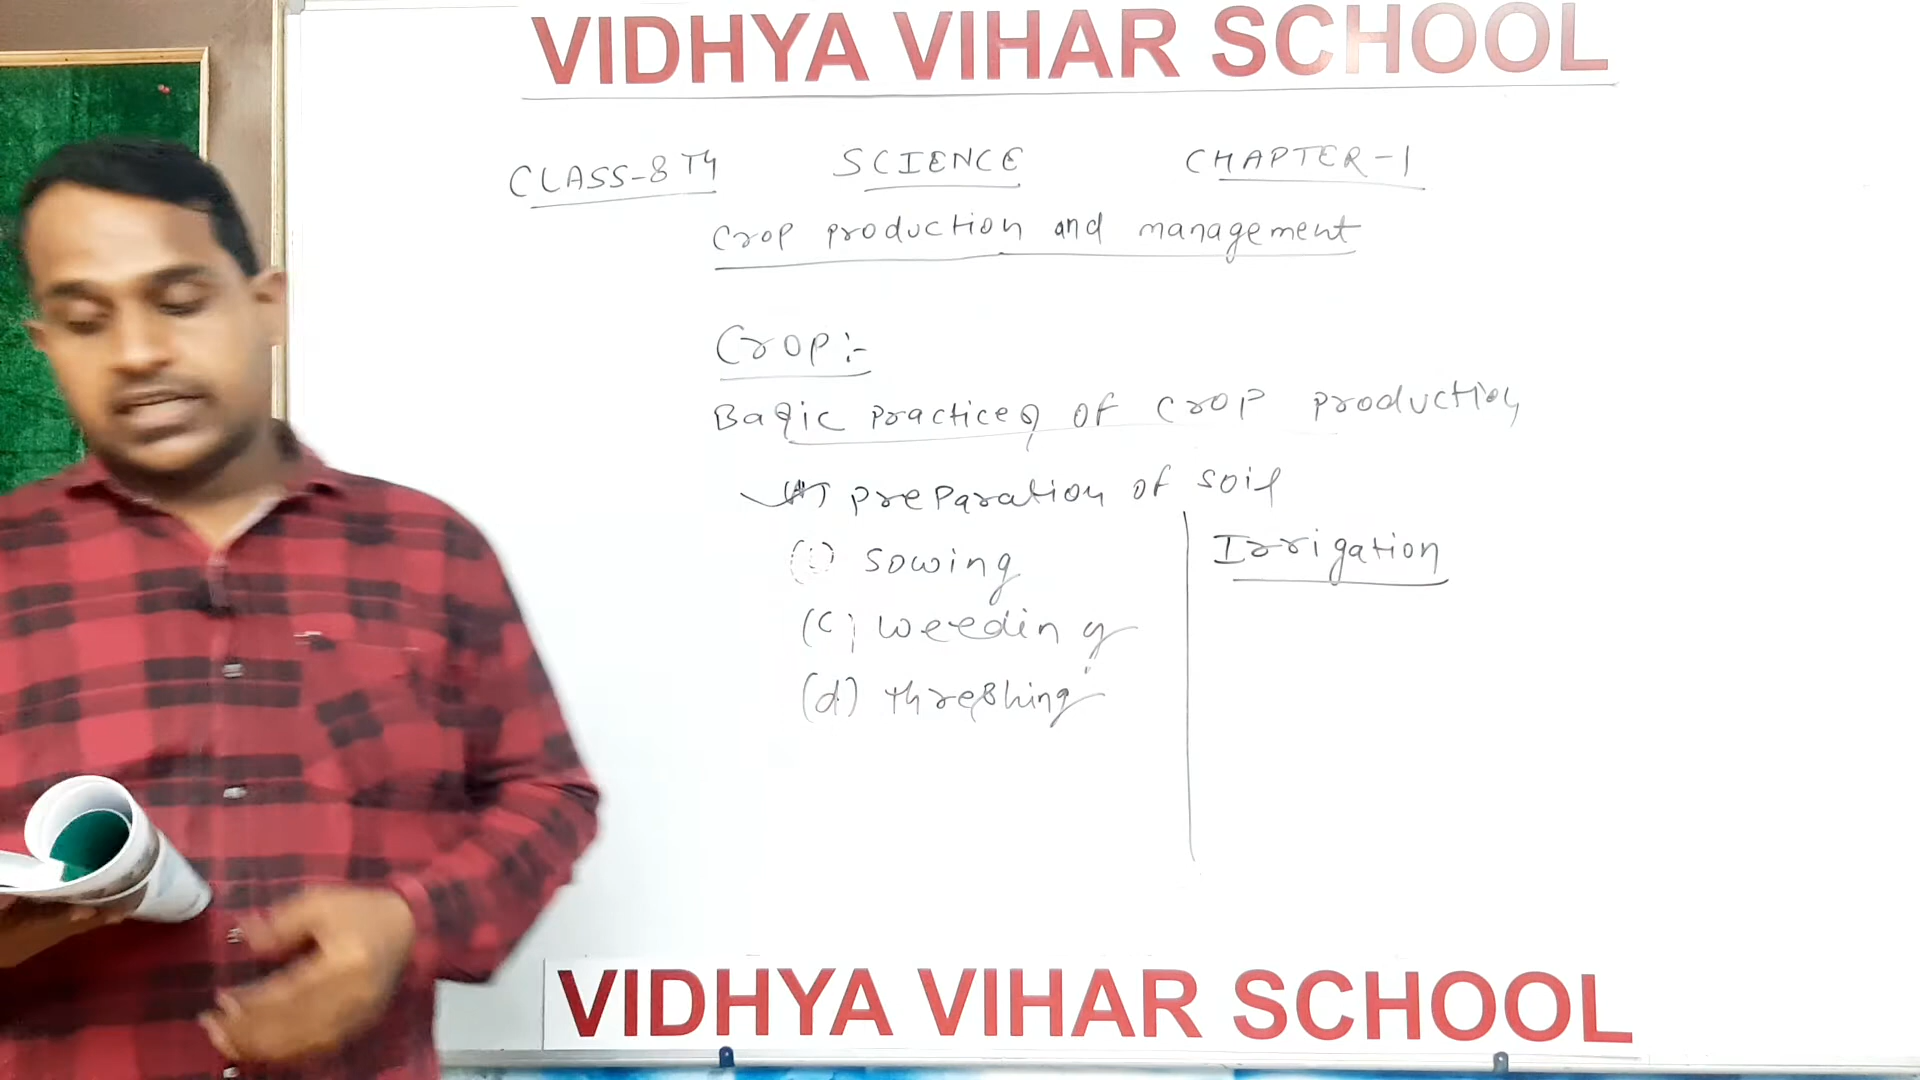 VIDHYA VIHAR SCHOOL
CLASS-8TH SCIENCE CHAPTER-1
Crop production and management
Crop:-
Basic practices of crop production
preparation of soil
sowing
Irrigation
(c) weeding
(d) threshing
VIDHYA VIHAR SCHOOL